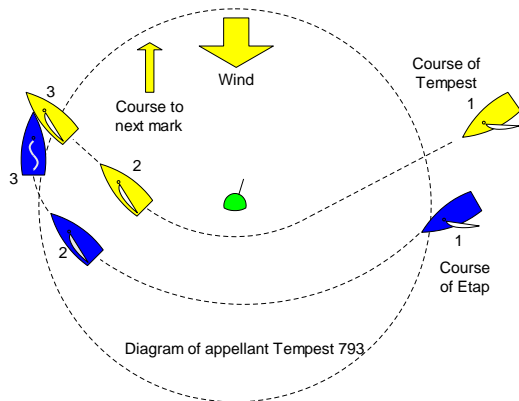 Wind
Course to
next mark
Course of
Tempest
1
3
2
3
2
1
Course
of Etap
Diagram of appellant Tempest 793